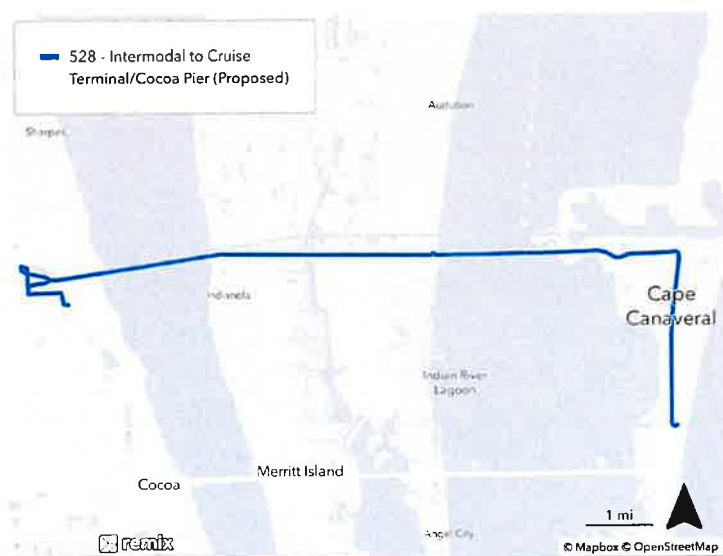 528 - Intermodal to Cruise
Terminal/Cocoa Pier (Proposed)
Audubon
Sharpes
Indianola
Cape
Canaveral
Indian River
Lagoon
Merritt Island
Cocoa
1 mi
Angel City
remix
© Mapbox © OpenStreetMap